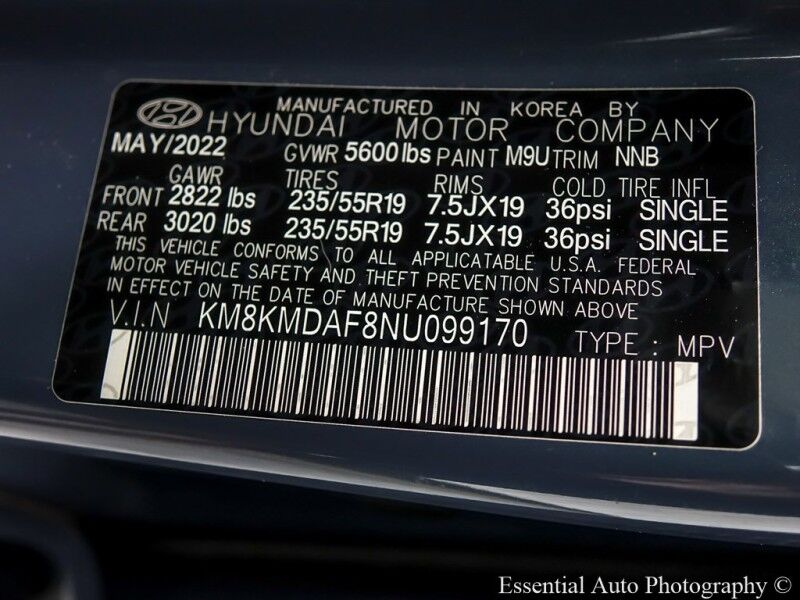 MANUFACTURED IN KOREA BY
HYUNDAI MOTOR COMPANY
MAY/2022 GVWR 5600lbs PAINT M9U TRIM NNB
GAWR TIRES RIMS COLD TIRE INFL
FRONT 2822 lbs 235/55R19 7.5JX19 36psi SINGLE
REAR 3020 lbs 235/55R19 7.5JX19 36psi SINGLE
THIS VEHICLE CONFORMS TO ALL APPLICATABLE U.S.A. FEDERAL
MOTOR VEHICLE SAFETY AND THEFT PREVENTION STANDARDS
IN EFFECT ON THE DATE OF MANUFACTURE SHOWN ABOVE
V.I.N KM8KMDAF8NU099170 TYPE : MPV
Essential Auto Photography ©